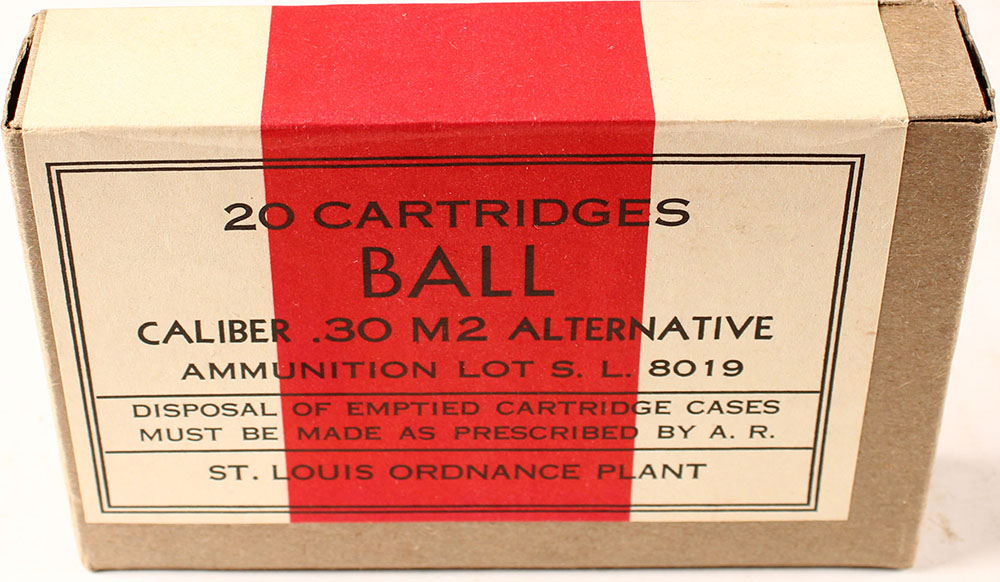 20 CARTRIDGES
BALL
CALIBER .30 M2 ALTERNATIVE
AMMUNITION LOT S. L. 8019
DISPOSAL OF EMPTIED CARTRIDGE CASES
MUST BE MADE AS PRESCRIBED BY A. R.
ST. LOUIS ORDNANCE PLANT